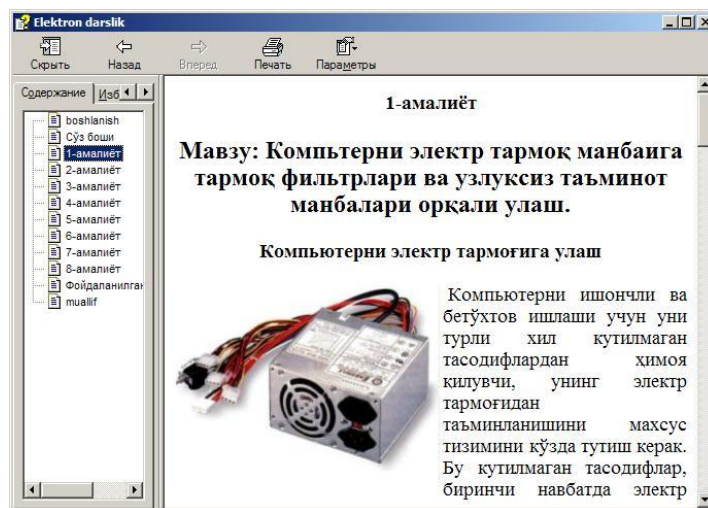 Elektron darslik
Скрыть Назад Вперед Печать Параметры
Содержание Изб
boshlanish
Сўз боши
1-амалиёт
2-амалиёт
3-амалиёт
4-амалиёт
5-амалиёт
6-амалиёт
7-амалиёт
8-амалиёт
Фойдаланилган
muallif
1-амалиёт
Мавзу: Компьтерни электр тармоқ манбаига
тармоқ фильтрлари ва узлуксиз таъминот
манбалари орқали улаш.
Компьютерни электр тармоғига улаш
Компьютерни ишончли ва
бетўхтов ишлаши учун уни
турли хил кутилмаган
тасодифлардан ҳимоя
қилувчи, унинг электр
тармоғидан
таъминланишини махсус
тизимини кўзда тутиш керак.
Бу кутилмаган тасодифлар,
биринчи навбатда электр